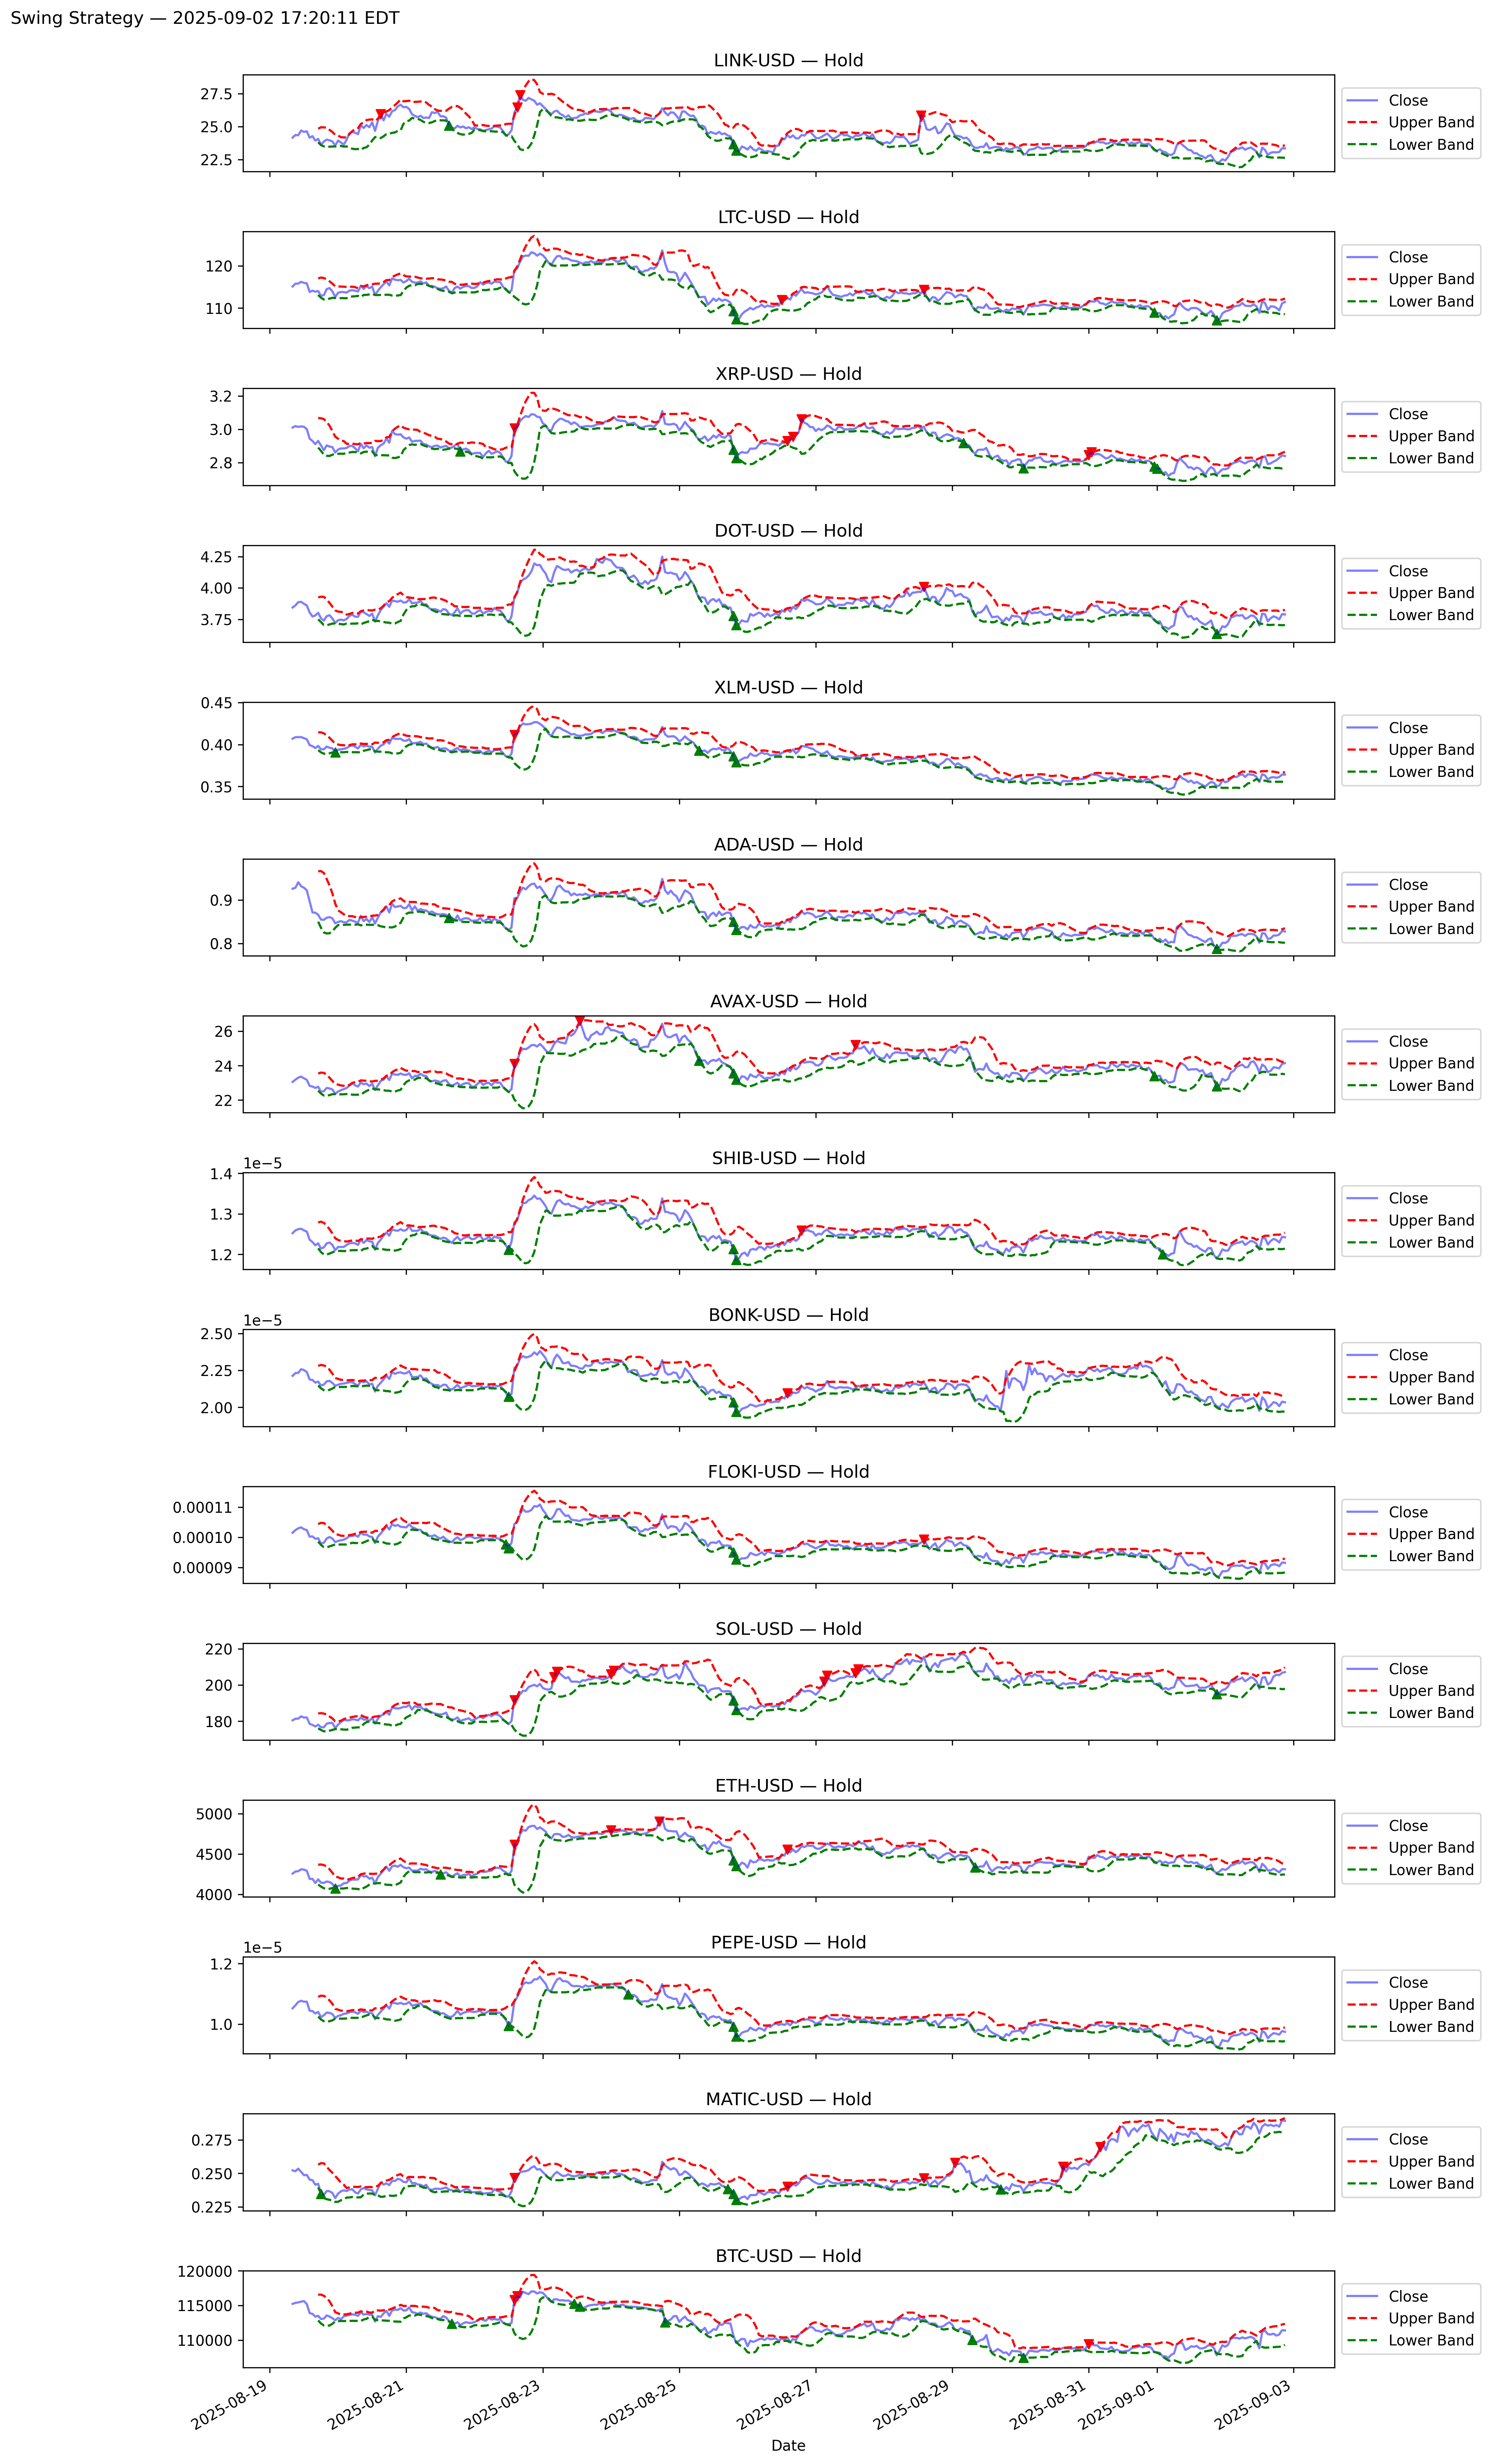 Swing Strategy — 2025-09-02 17:20:11 EDT
LINK-USD — Hold
27.5
25.0
22.5
Close
Upper Band
Lower Band
LTC-USD — Hold
120
110
Close
Upper Band
Lower Band
XRP-USD — Hold
3.2
3.0
2.8
Close
Upper Band
Lower Band
DOT-USD — Hold
4.25
4.00
3.75
Close
Upper Band
Lower Band
XLM-USD — Hold
0.45
0.40
0.35
Close
Upper Band
Lower Band
ADA-USD — Hold
0.9
0.8
Close
Upper Band
Lower Band
AVAX-USD — Hold
26
24
22
Close
Upper Band
Lower Band
SHIB-USD — Hold
1e−5
1.4
1.3
1.2
Close
Upper Band
Lower Band
BONK-USD — Hold
1e−5
2.50
2.25
2.00
Close
Upper Band
Lower Band
FLOKI-USD — Hold
0.00011
0.00010
0.00009
Close
Upper Band
Lower Band
SOL-USD — Hold
220
200
180
Close
Upper Band
Lower Band
ETH-USD — Hold
5000
4500
4000
Close
Upper Band
Lower Band
PEPE-USD — Hold
1e−5
1.2
1.0
Close
Upper Band
Lower Band
MATIC-USD — Hold
0.275
0.250
0.225
Close
Upper Band
Lower Band
BTC-USD — Hold
120000
115000
110000
Close
Upper Band
Lower Band
2025-08-19
2025-08-21
2025-08-23
2025-08-25
2025-08-27
2025-08-29
2025-08-31
2025-09-01
2025-09-03
Date